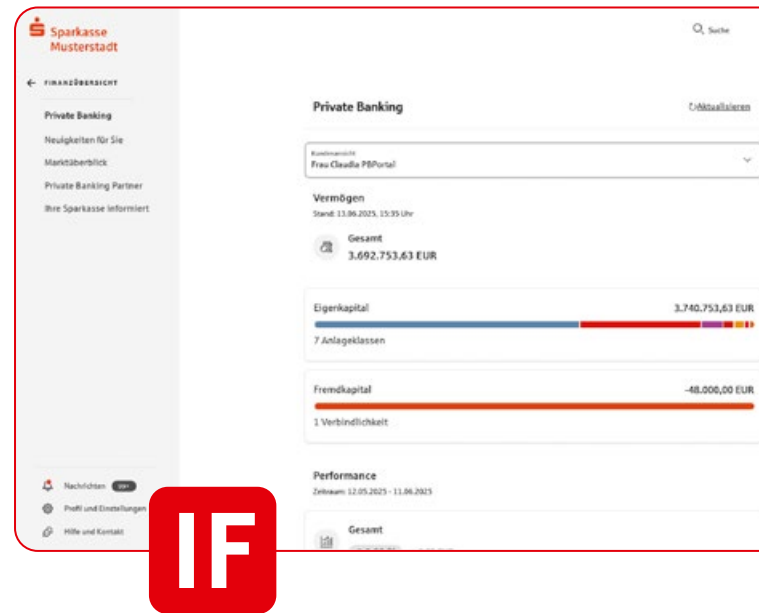 Sparkasse
Musterstadt
Suche
FINANZÜBERSICHT
Private Banking
Neuigkeiten für Sie
Marktüberblick
Private Banking Partner
Ihre Sparkasse informiert
Private Banking
Aktualisieren
Kundenansicht
Frau Claudia PBPortal
Vermögen
Stand: 13.06.2025, 15:35 Uhr
Gesamt
3.692.753,63 EUR
Eigenkapital
3.740.753,63 EUR
7 Anlageklassen
Fremdkapital
-48.000,00 EUR
1 Verbindlichkeit
Performance
Zeitraum: 12.05.2025 - 11.06.2025
Gesamt
Nachrichten 99+
Profil und Einstellungen
Hilfe und Kontakt
IF